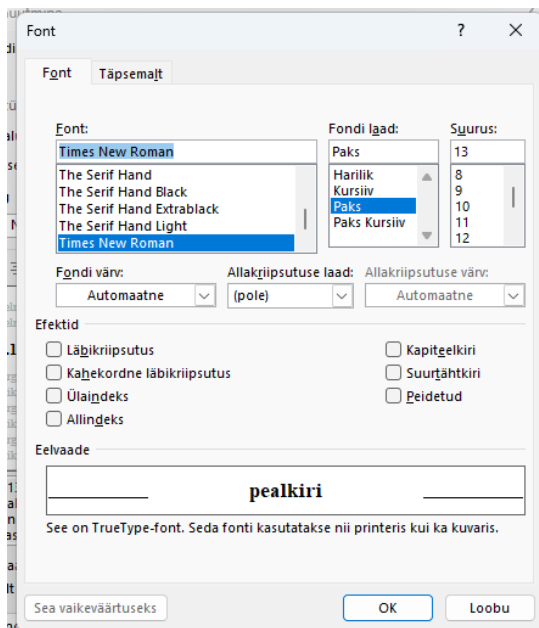 Font
Font
Täpsemalt
Font: Fondi laad: Suurus:
Times New Roman Paks 13
The Serif Hand Harilik 8
The Serif Hand Black Kursiiv 9
The Serif Hand Extrablack Paks 10
The Serif Hand Light Paks Kursiiv 11
Times New Roman 12
Fondi värv: Allakriipsutuse laad: Allakriipsutuse värv:
Automaatne (pole) Automaatne
Efektid
Läbikriipsutus Kapiteelkiri
Kahekordne läbikriipsutus Suurtähtkiri
Ülaindeks Peidetud
Allindeks
Eelvaade
pealkiri
See on TrueType-font. Seda fonti kasutatakse nii printeris kui ka kuvaris.
Sea vaikeväärtuseks OK Loobu